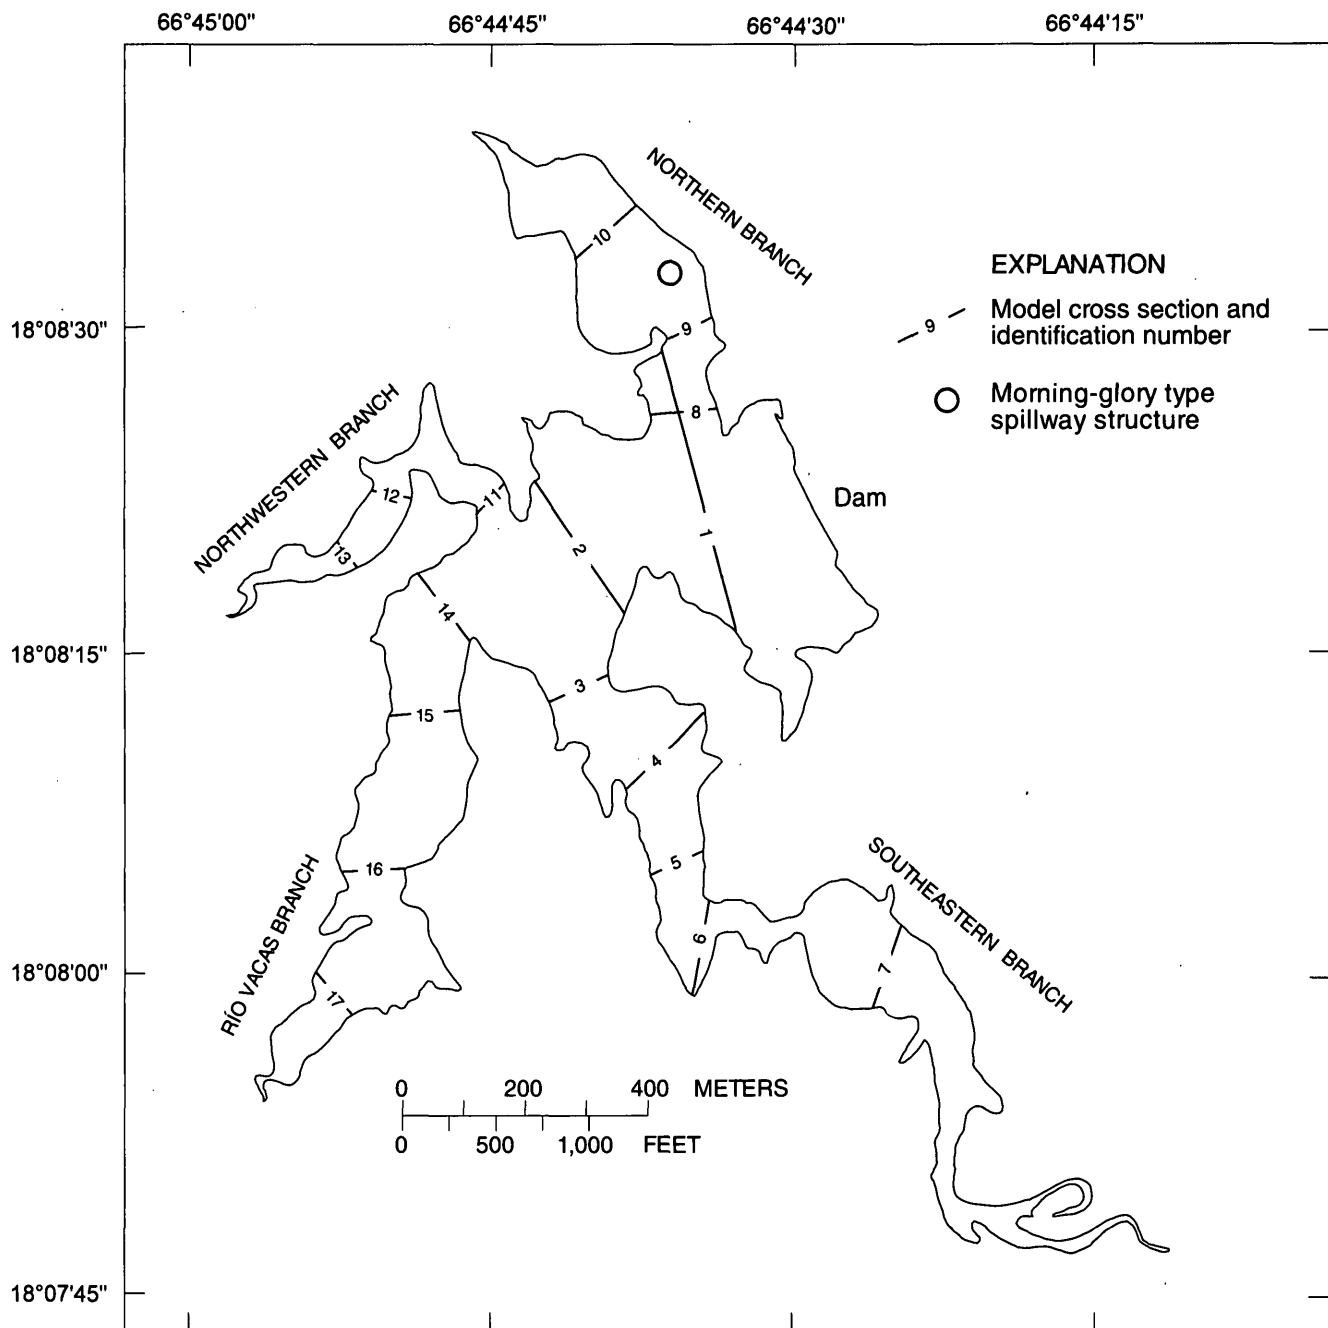 66°45'00"
66°44'45"
66°44'30"
66°44'15"
NORTHERN BRANCH
10
EXPLANATION
9
Model cross section and
identification number
18°08'30"
9
Morning-glory type
spillway structure
8
NORTHWESTERN BRANCH
12
11
Dam
13
2
1
14
18°08'15"
3
15
4
5
16
SOUTHEASTERN BRANCH
RÍO VACAS BRANCH
6
7
18°08'00"
17
0 200 400 METERS
0 500 1,000 FEET
18°07'45"